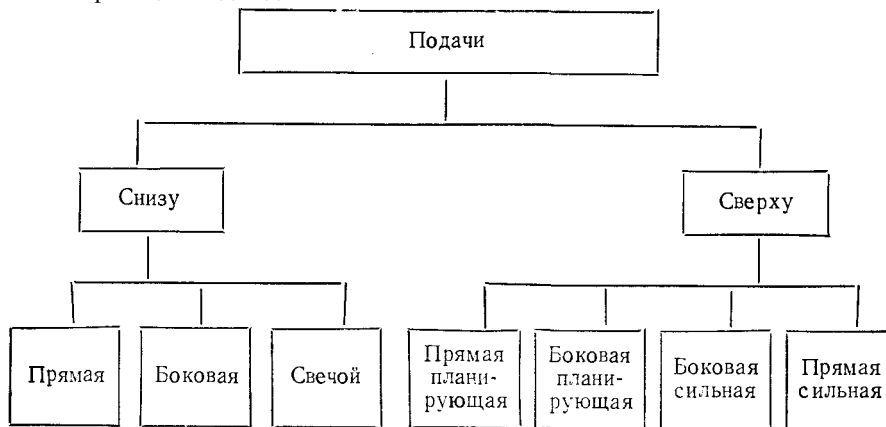 Подачи
Снизу
Сверху
Прямая
Боковая
Свечой
Прямая
плани-
рующая
Боковая
плани-
рующая
Боковая
сильная
Прямая
сильная